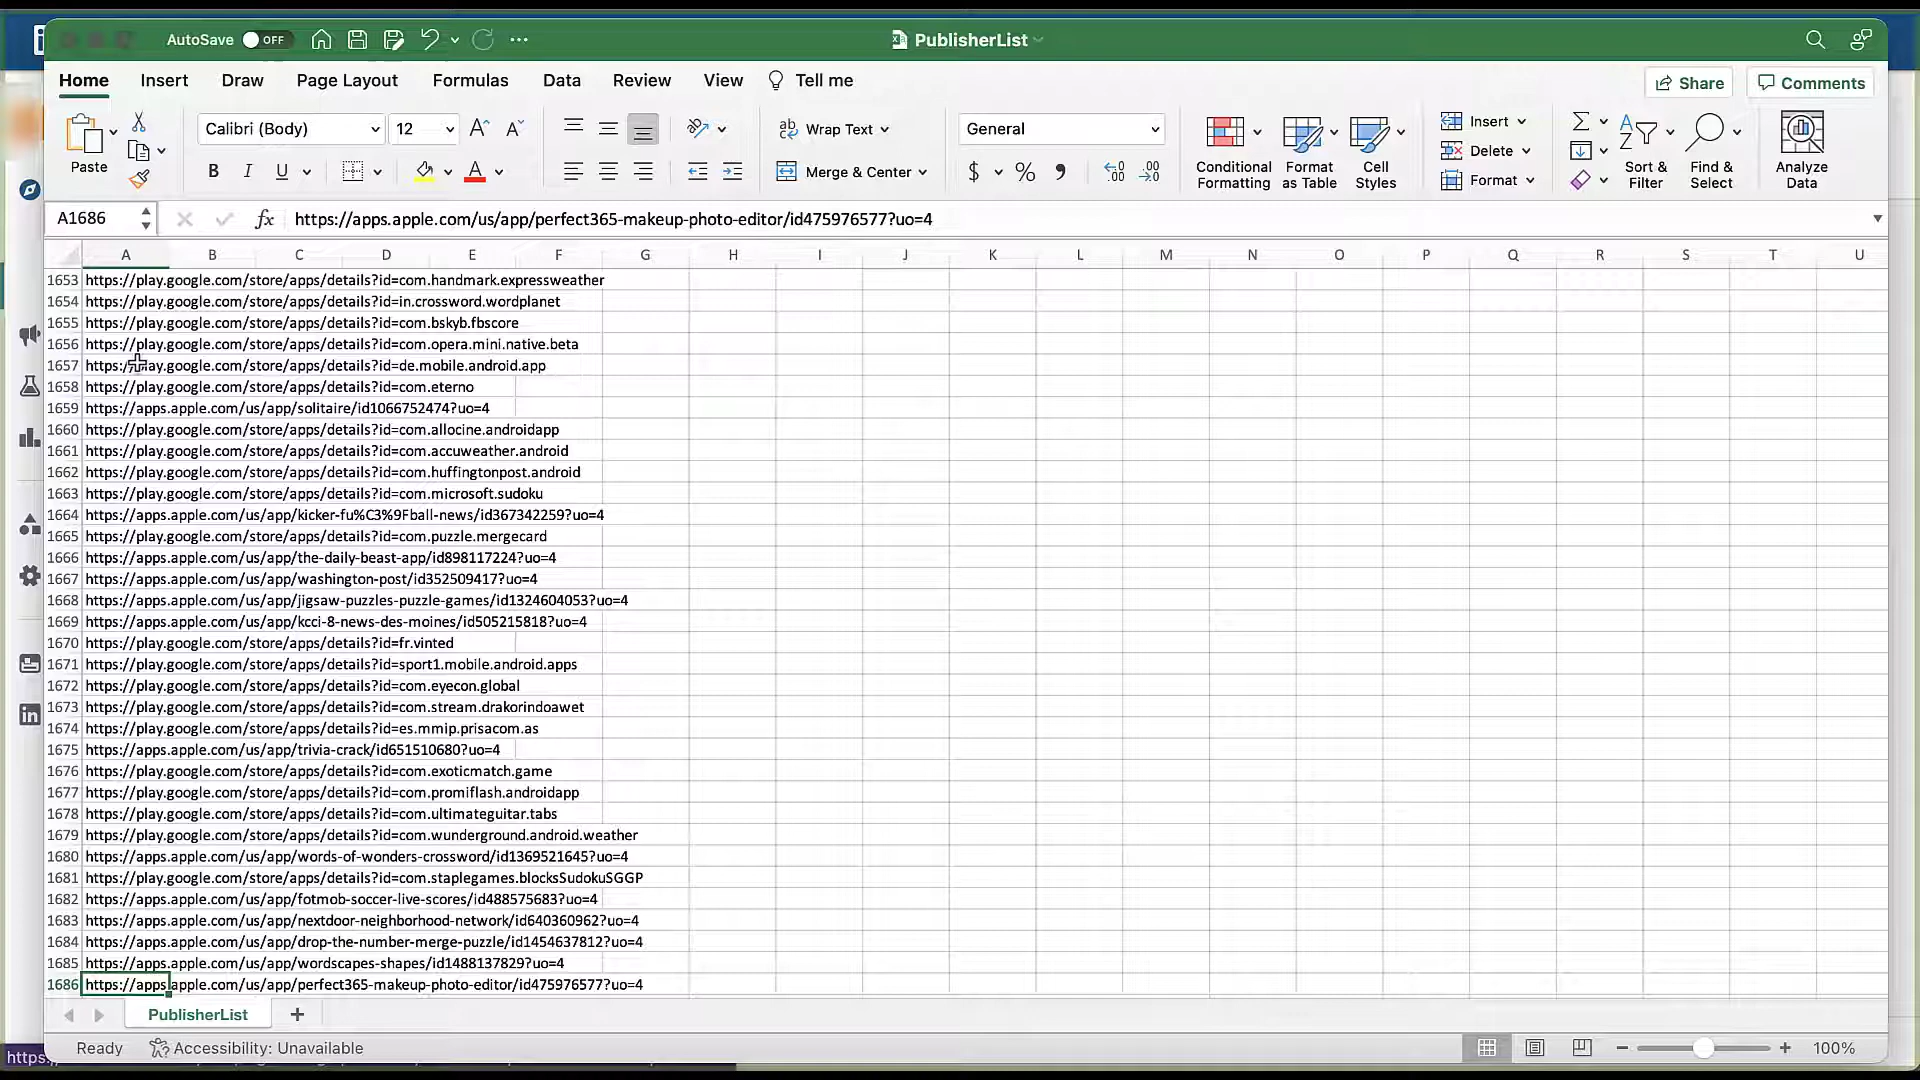 AutoSave OFF PublisherList
Home Insert Draw Page Layout Formulas Data Review View Tell me Share Comments
Paste Calibri (Body) 12 Wrap Text General Insert
Merge & Center Delete
Conditional Formatting Format as Table Cell Styles Format Sort & Filter Find & Select Analyze Data
A1686 fx https://apps.apple.com/us/app/perfect365-makeup-photo-editor/id475976577?uo=4
A B C D E F G H I J K L M N O P Q R S T U
1653 https://play.google.com/store/apps/details?id=com.handmark.expressweather
1654 https://play.google.com/store/apps/details?id=in.crossword.wordplanet
1655 https://play.google.com/store/apps/details?id=com.bskyb.fbscore
1656 https://play.google.com/store/apps/details?id=com.opera.mini.native.beta
1657 https://play.google.com/store/apps/details?id=de.mobile.android.app
1658 https://play.google.com/store/apps/details?id=com.eterno
1659 https://apps.apple.com/us/app/solitaire/id1066752474?uo=4
1660 https://play.google.com/store/apps/details?id=com.allocine.androidapp
1661 https://play.google.com/store/apps/details?id=com.accuweather.android
1662 https://play.google.com/store/apps/details?id=com.huffingtonpost.android
1663 https://play.google.com/store/apps/details?id=com.microsoft.sudoku
1664 https://apps.apple.com/us/app/kicker-fu%C3%9Fball-news/id367342259?uo=4
1665 https://play.google.com/store/apps/details?id=com.puzzle.mergecard
1666 https://apps.apple.com/us/app/the-daily-beast-app/id898117224?uo=4
1667 https://apps.apple.com/us/app/washington-post/id352509417?uo=4
1668 https://apps.apple.com/us/app/jigsaw-puzzles-puzzle-games/id1324604053?uo=4
1669 https://apps.apple.com/us/app/kcci-8-news-des-moines/id505215818?uo=4
1670 https://play.google.com/store/apps/details?id=fr.vinted
1671 https://play.google.com/store/apps/details?id=sport1.mobile.android.apps
1672 https://play.google.com/store/apps/details?id=com.eyecon.global
1673 https://play.google.com/store/apps/details?id=com.stream.drakorindoawet
1674 https://play.google.com/store/apps/details?id=es.mmip.prisacom.as
1675 https://apps.apple.com/us/app/trivia-crack/id651510680?uo=4
1676 https://play.google.com/store/apps/details?id=com.exoticmatch.game
1677 https://play.google.com/store/apps/details?id=com.promiflash.androidapp
1678 https://play.google.com/store/apps/details?id=com.ultimateguitar.tabs
1679 https://play.google.com/store/apps/details?id=com.wunderground.android.weather
1680 https://apps.apple.com/us/app/words-of-wonders-crossword/id1369521645?uo=4
1681 https://play.google.com/store/apps/details?id=com.staplegames.blocksSudokuSGGP
1682 https://apps.apple.com/us/app/fotmob-soccer-live-scores/id488575683?uo=4
1683 https://apps.apple.com/us/app/nextdoor-neighborhood-network/id640360962?uo=4
1684 https://apps.apple.com/us/app/drop-the-number-merge-puzzle/id1454637812?uo=4
1685 https://apps.apple.com/us/app/wordscapes-shapes/id1488137829?uo=4
1686 https://apps.apple.com/us/app/perfect365-makeup-photo-editor/id475976577?uo=4
PublisherList
Ready Accessibility: Unavailable 100%
https: